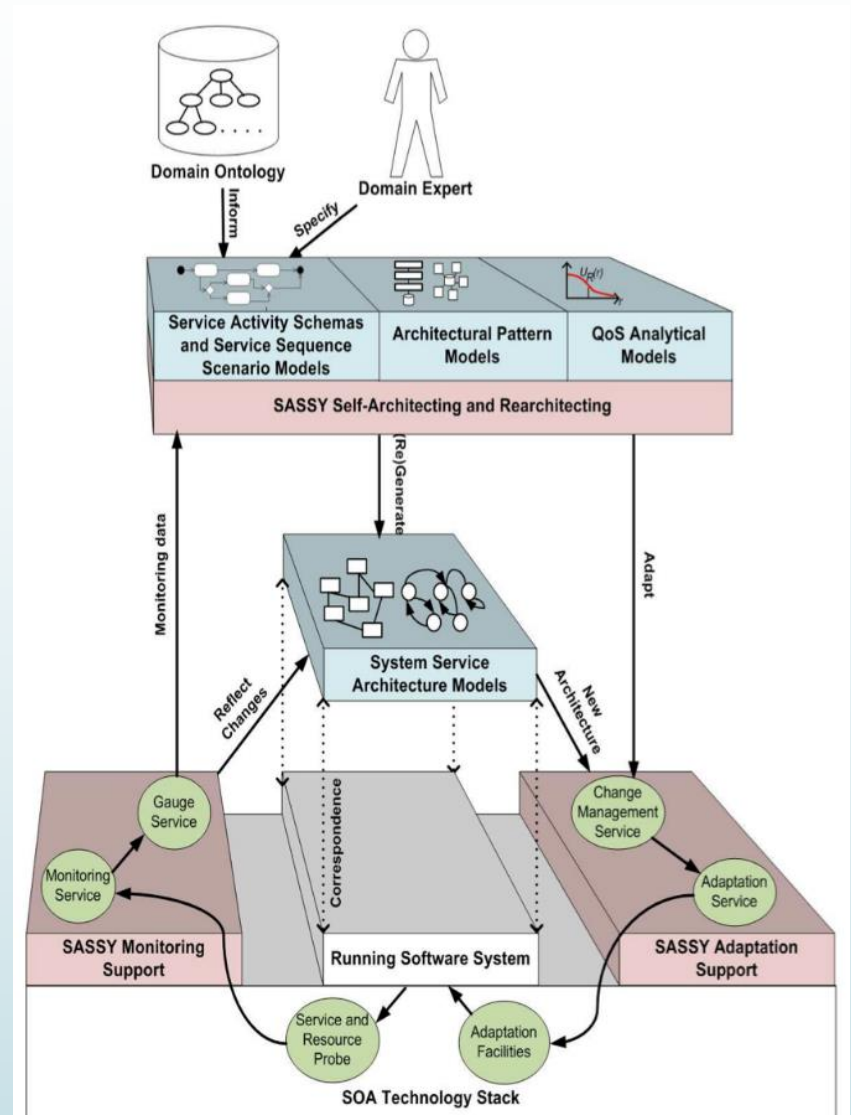 . . . .
Domain Ontology
Domain Expert
Inform
Specify
U_R(r)
r
Service Activity Schemas
and Service Sequence
Scenario Models
Architectural Pattern
Models
QoS Analytical
Models
SASSY Self-Architecting and Rearchitecting
Monitoring data
(Re)Generate
Adapt
System Service
Architecture Models
Reflect
Changes
New
Architecture
Correspondence
Gauge
Service
Monitoring
Service
Change
Management
Service
Adaptation
Service
SASSY Monitoring
Support
Running Software System
SASSY Adaptation
Support
Service and
Resource
Probe
Adaptation
Facilities
SOA Technology Stack